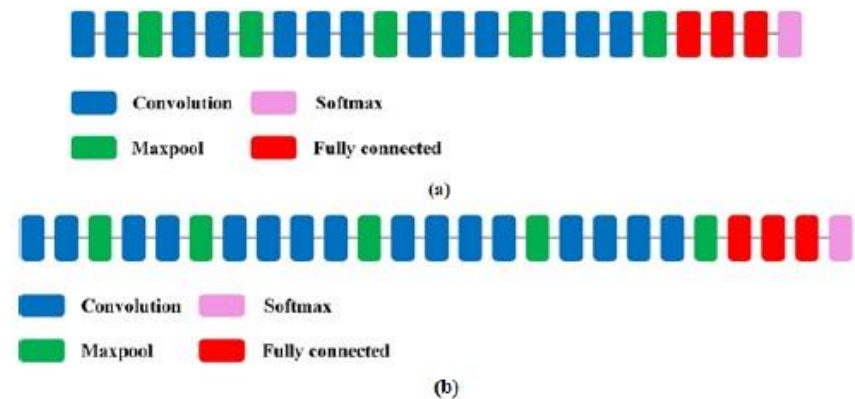 Convolution Softmax
Maxpool Fully connected
(a)
Convolution Softmax
Maxpool Fully connected
(b)